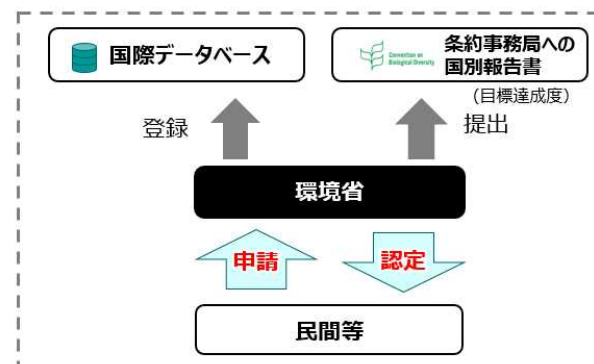 国際データベース
Convention on
Biological Diversity
条約事務局への
国別報告書
(目標達成度)
登録
提出
環境省
申請
認定
民間等